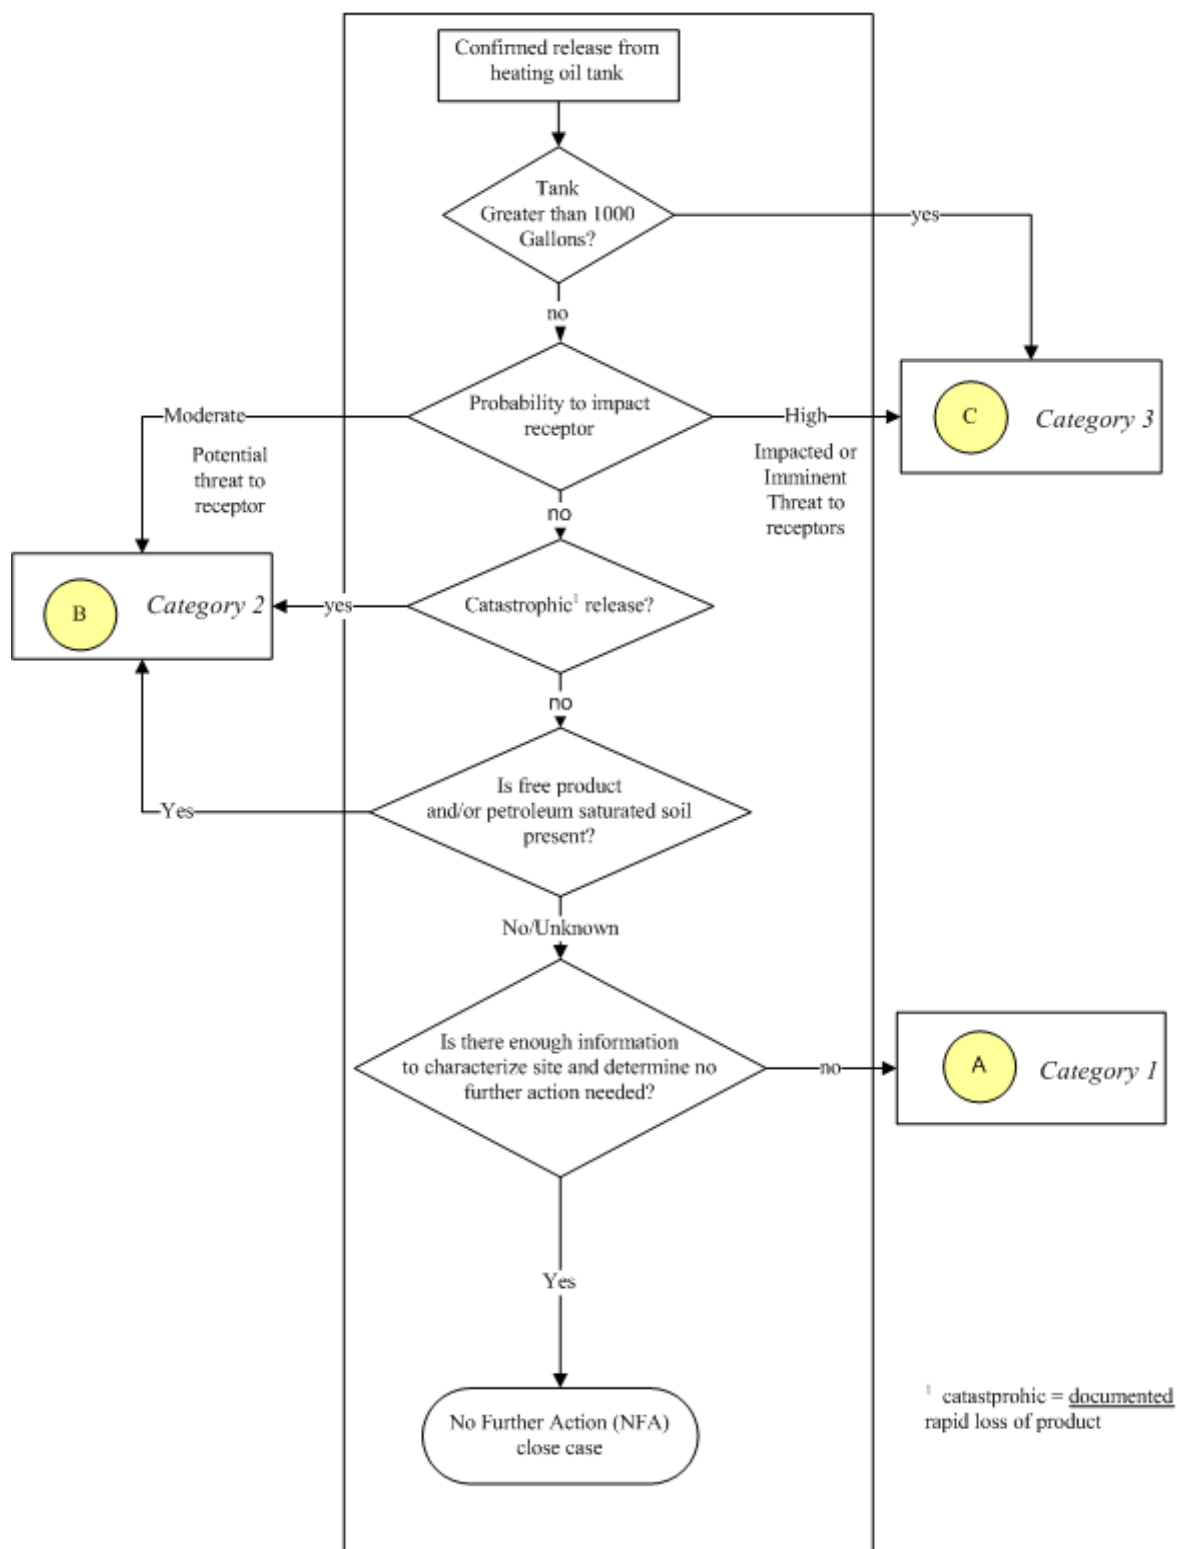 Confirmed release from
heating oil tank
Tank
Greater than 1000
Gallons?
yes
no
Probability to impact
receptor
Moderate
High
Potential
threat to
receptor
Impacted or
Imminent
Threat to
receptors
C
Category 3
no
Catastrophic¹ release?
yes
B
Category 2
no
Is free product
and/or petroleum saturated soil
present?
Yes
No/Unknown
Is there enough information
to characterize site and determine no
further action needed?
no
A
Category 1
Yes
No Further Action (NFA)
close case
¹ catastprohic = documented
rapid loss of product